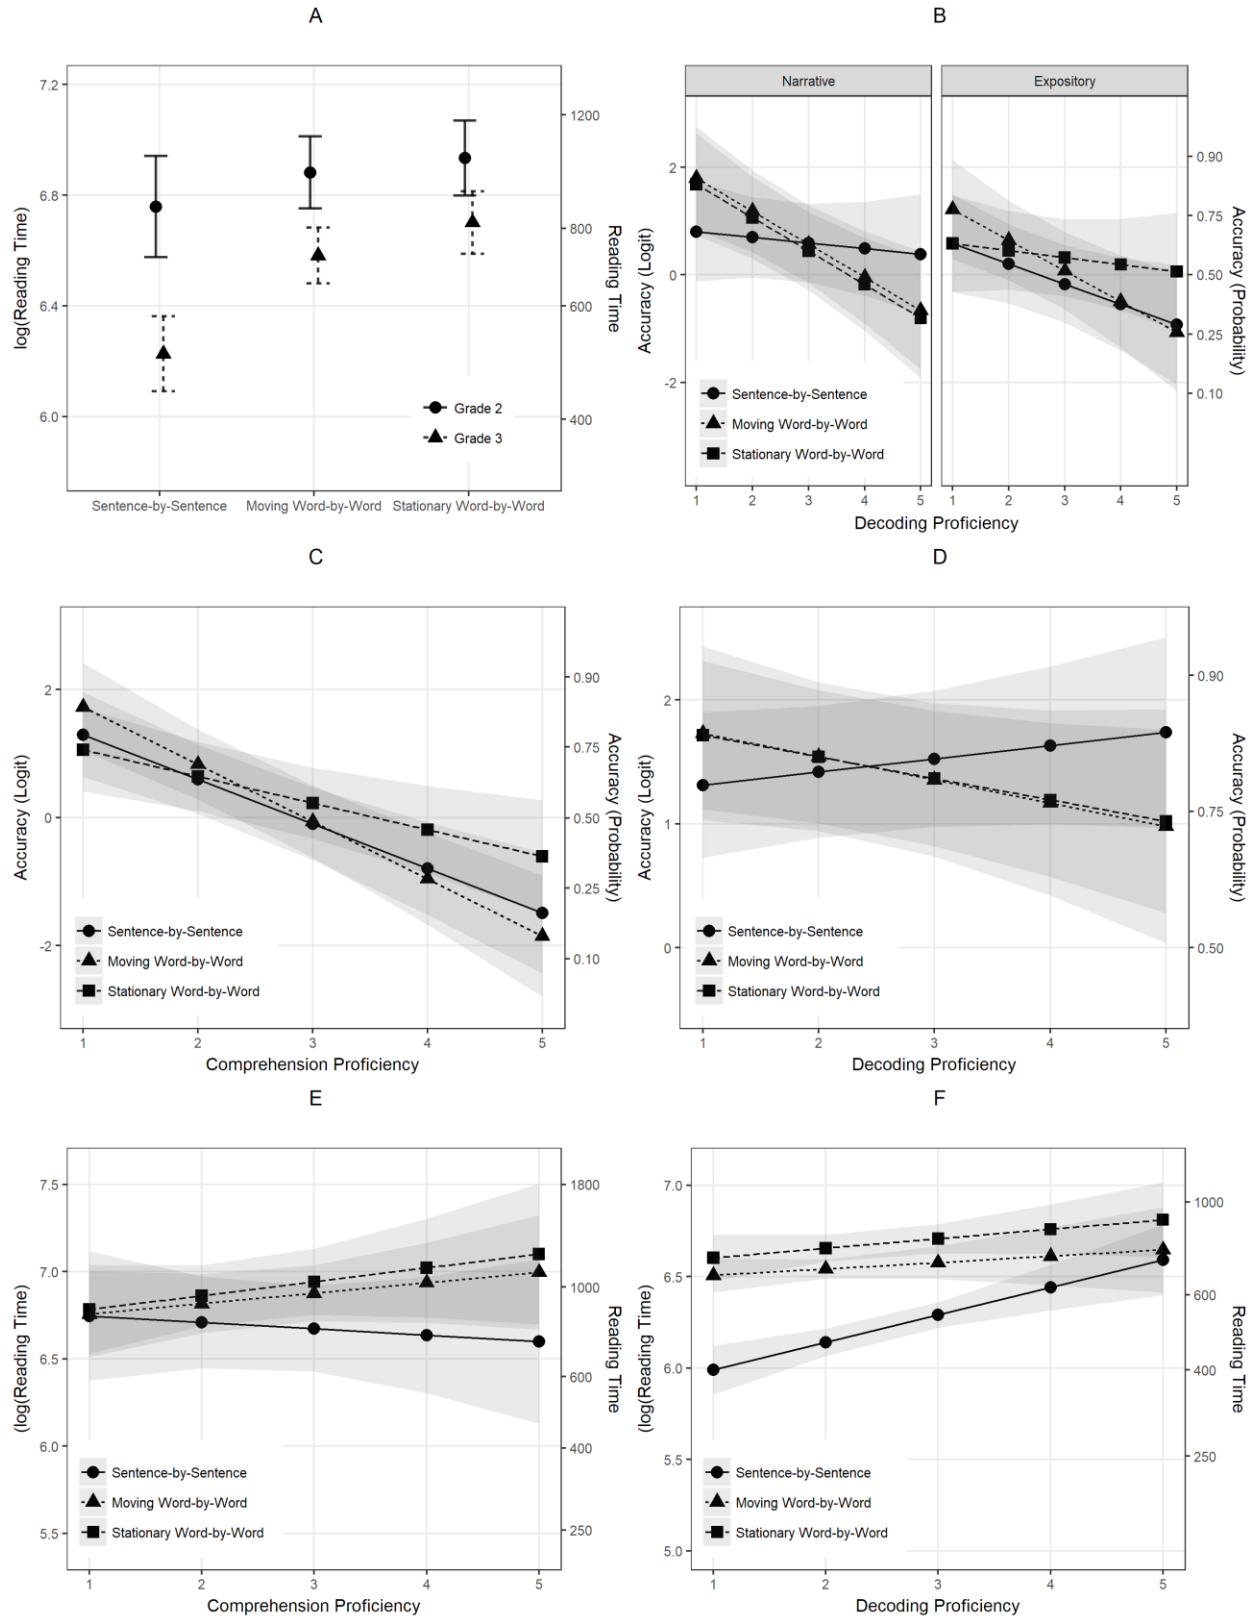 A
log(Reading Time)
7.2
6.8
6.4
6.0
1200
800
600
400
Reading Time
Grade 2
Grade 3
Sentence-by-Sentence
Moving Word-by-Word
Stationary Word-by-Word
B
Narrative
Expository
Accuracy (Logit)
2
0
-2
0.90
0.75
0.50
0.25
0.10
Accuracy (Probability)
Sentence-by-Sentence
Moving Word-by-Word
Stationary Word-by-Word
1 2 3 4 5
1 2 3 4 5
Decoding Proficiency
C
Accuracy (Logit)
2
0
-2
0.90
0.75
0.50
0.25
0.10
Accuracy (Probability)
Sentence-by-Sentence
Moving Word-by-Word
Stationary Word-by-Word
1 2 3 4 5
Comprehension Proficiency
D
Accuracy (Logit)
2
1
0
0.90
0.75
0.50
Accuracy (Probability)
Sentence-by-Sentence
Moving Word-by-Word
Stationary Word-by-Word
1 2 3 4 5
Decoding Proficiency
E
(log(Reading Time)
7.5
7.0
6.5
6.0
5.5
1800
1000
600
400
250
Reading Time
Sentence-by-Sentence
Moving Word-by-Word
Stationary Word-by-Word
1 2 3 4 5
Comprehension Proficiency
F
(log(Reading Time)
7.0
6.5
6.0
5.5
5.0
1000
600
400
250
Reading Time
Sentence-by-Sentence
Moving Word-by-Word
Stationary Word-by-Word
1 2 3 4 5
Decoding Proficiency